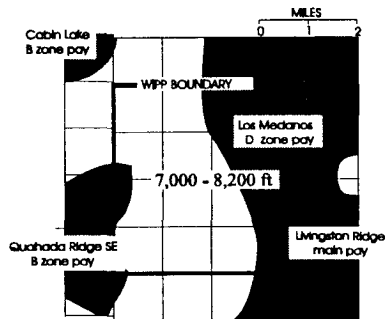 MILES
0 1 2
Cabin Lake
B zone pay
WIPP BOUNDARY
Los Medanos
D zone pay
7,000 - 8,200 ft
Livingston Ridge
main pay
Quahada Ridge SE
B zone pay